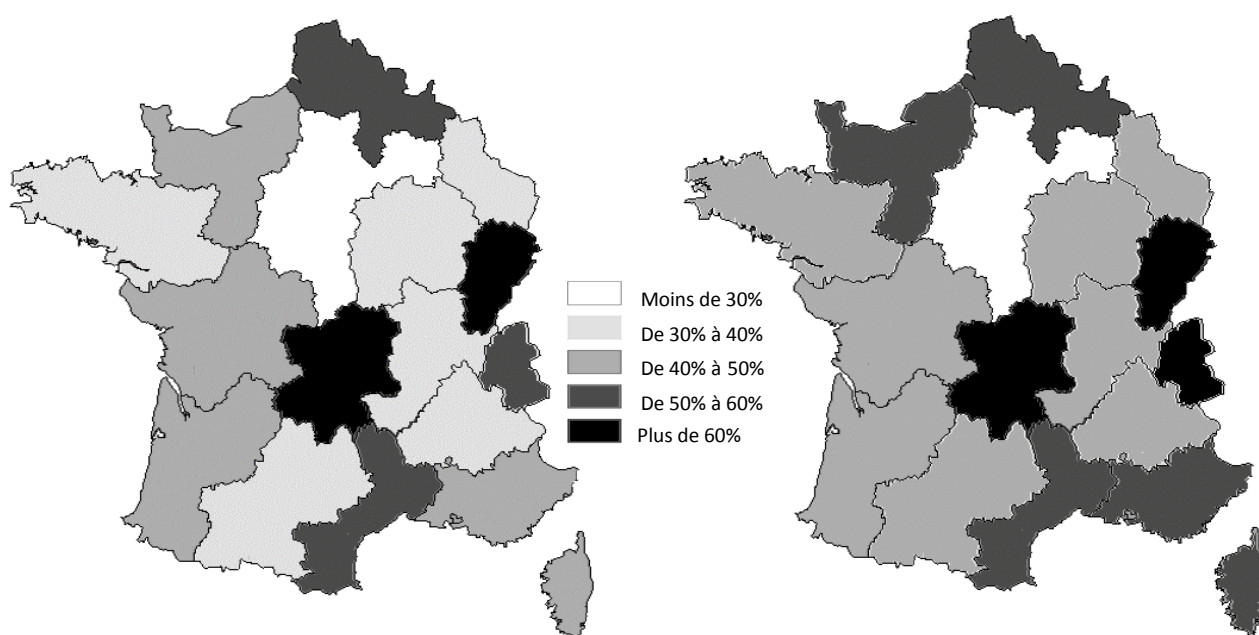 Moins de 30%
De 30% à 40%
De 40% à 50%
De 50% à 60%
Plus de 60%